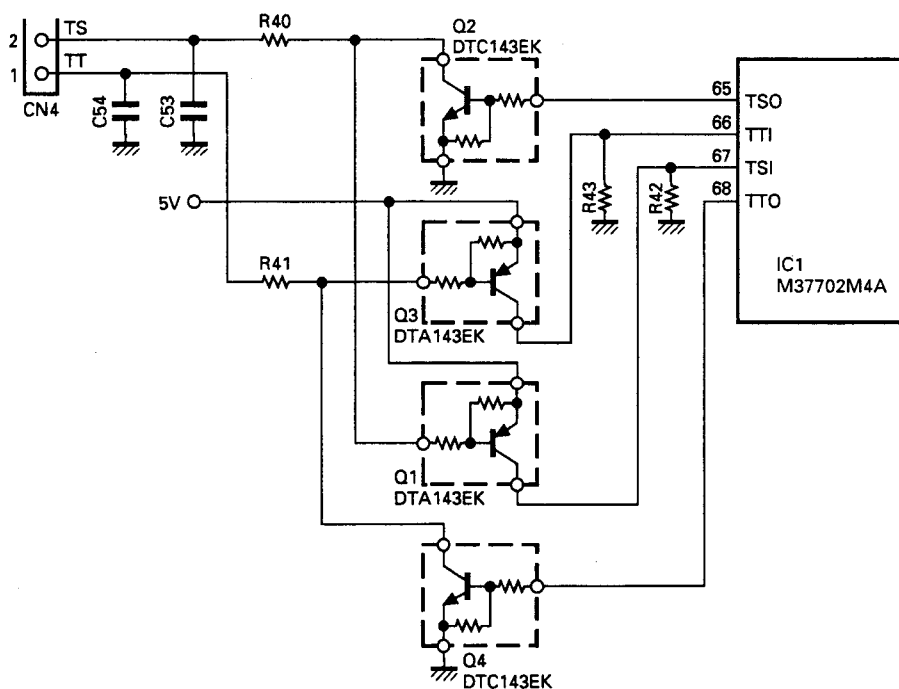 2
TS
R40
Q2
DTC143EK
1
TT
CN4
C54
C53
65
TSO
66
TTI
67
TSI
68
TTO
R43
R42
5V
R41
IC1
M37702M4A
Q3
DTA143EK
Q1
DTA143EK
Q4
DTC143EK